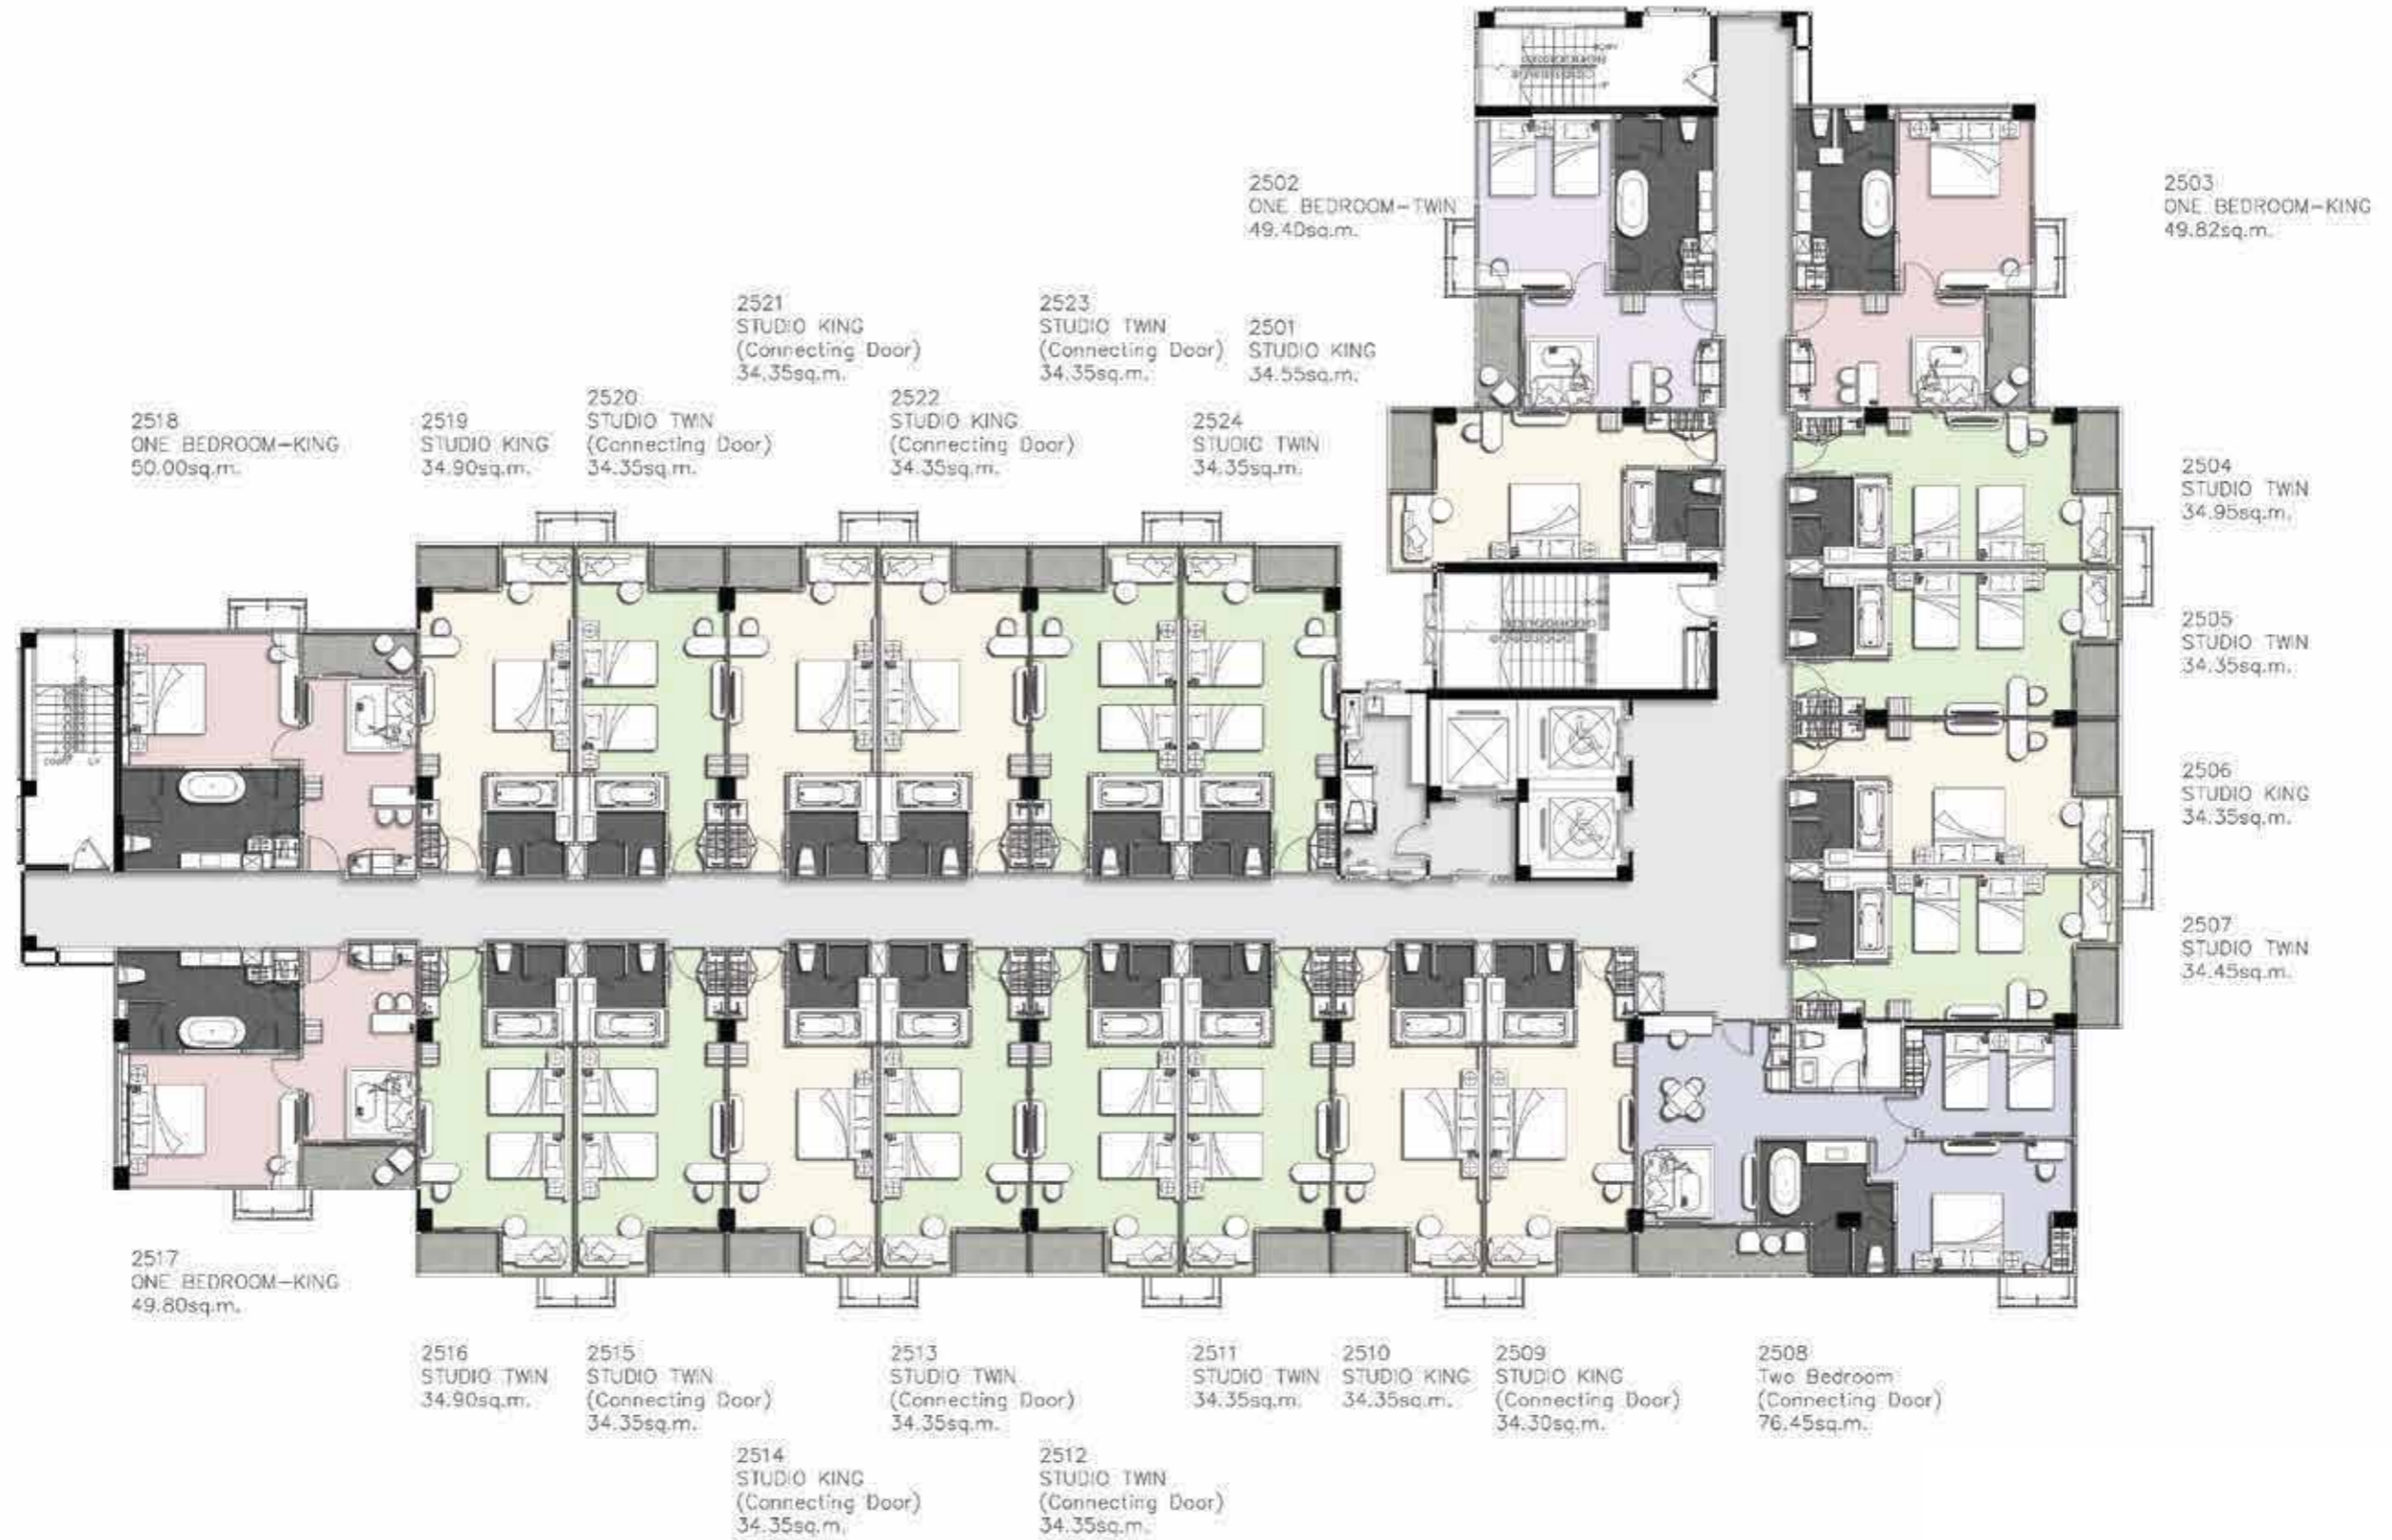 2502
ONE BEDROOM-TWIN
49.40sq.m.
2503
ONE BEDROOM-KING
49.82sq.m.
2521
STUDIO KING
(Connecting Door)
34.35sq.m.
2523
STUDIO TWIN
(Connecting Door)
34.35sq.m.
2501
STUDIO KING
34.55sq.m.
2518
ONE BEDROOM-KING
50.00sq.m.
2519
STUDIO KING
34.90sq.m.
2520
STUDIO TWIN
(Connecting Door)
34.35sq.m.
2522
STUDIO KING
(Connecting Door)
34.35sq.m.
2524
STUDIO TWIN
34.35sq.m.
2504
STUDIO TWIN
34.95sq.m.
2505
STUDIO TWIN
34.35sq.m.
2506
STUDIO KING
34.35sq.m.
2507
STUDIO TWIN
34.45sq.m.
2517
ONE BEDROOM-KING
49.80sq.m.
2516
STUDIO TWIN
34.90sq.m.
2515
STUDIO TWIN
(Connecting Door)
34.35sq.m.
2513
STUDIO TWIN
(Connecting Door)
34.35sq.m.
2511
STUDIO TWIN
34.35sq.m.
2510
STUDIO KING
34.35sq.m.
2509
STUDIO KING
(Connecting Door)
34.30sq.m.
2508
Two Bedroom
(Connecting Door)
76.45sq.m.
2514
STUDIO KING
(Connecting Door)
34.35sq.m.
2512
STUDIO TWIN
(Connecting Door)
34.35sq.m.